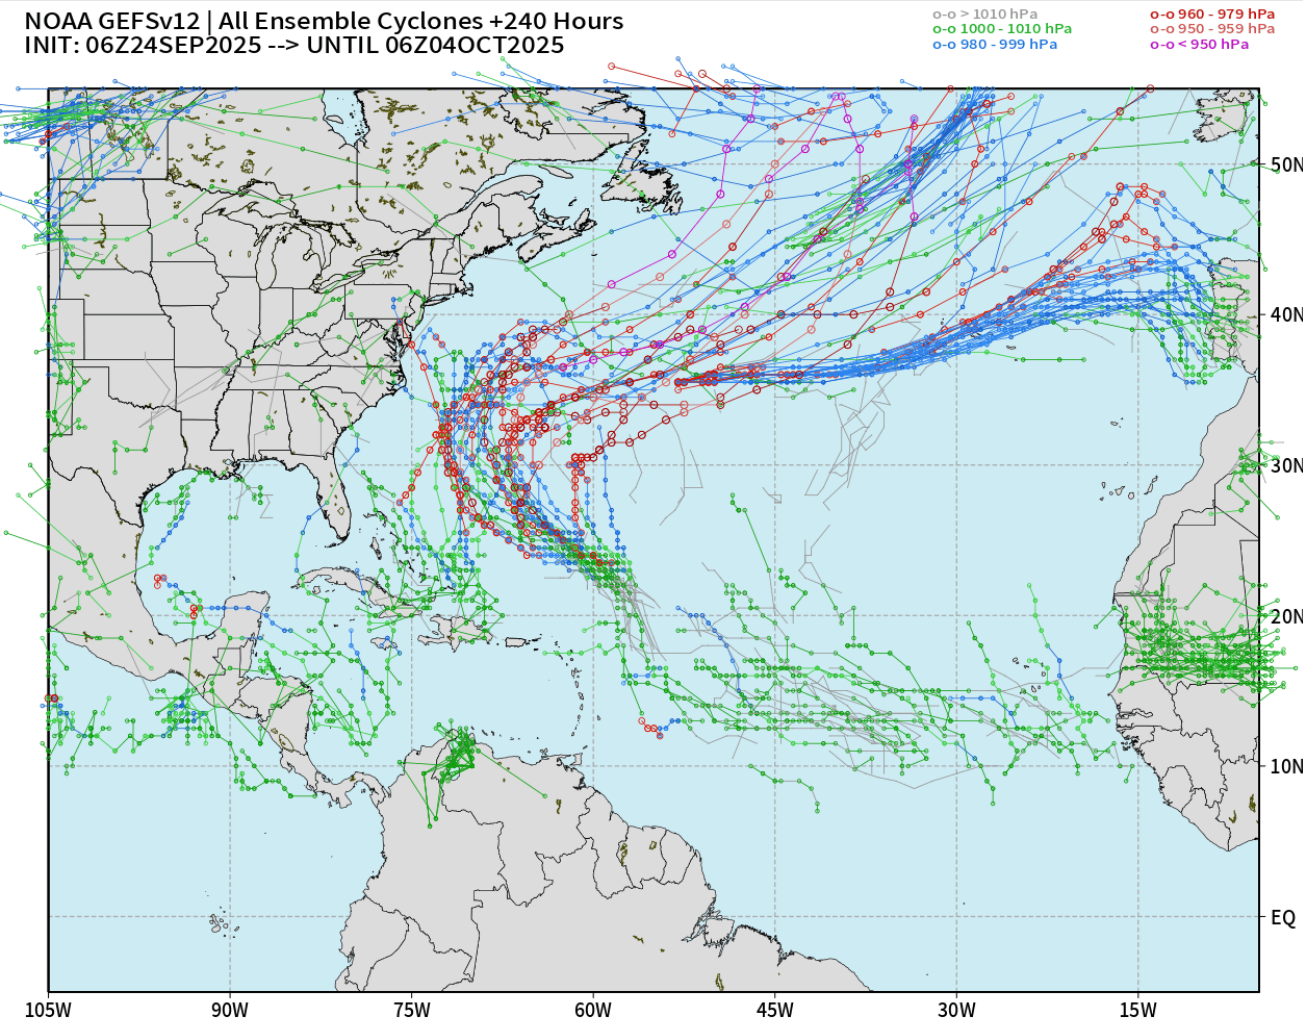 NOAA GEFSv12 | All Ensemble Cyclones +240 Hours
INIT: 06Z24SEP2025 --> UNTIL 06Z04OCT2025
o-o > 1010 hPa
o-o 1000 - 1010 hPa
o-o 980 - 999 hPa
o-o 960 - 979 hPa
o-o 950 - 959 hPa
o-o < 950 hPa
50N
40N
30N
20N
10N
EQ
105W 90W 75W 60W 45W 30W 15W